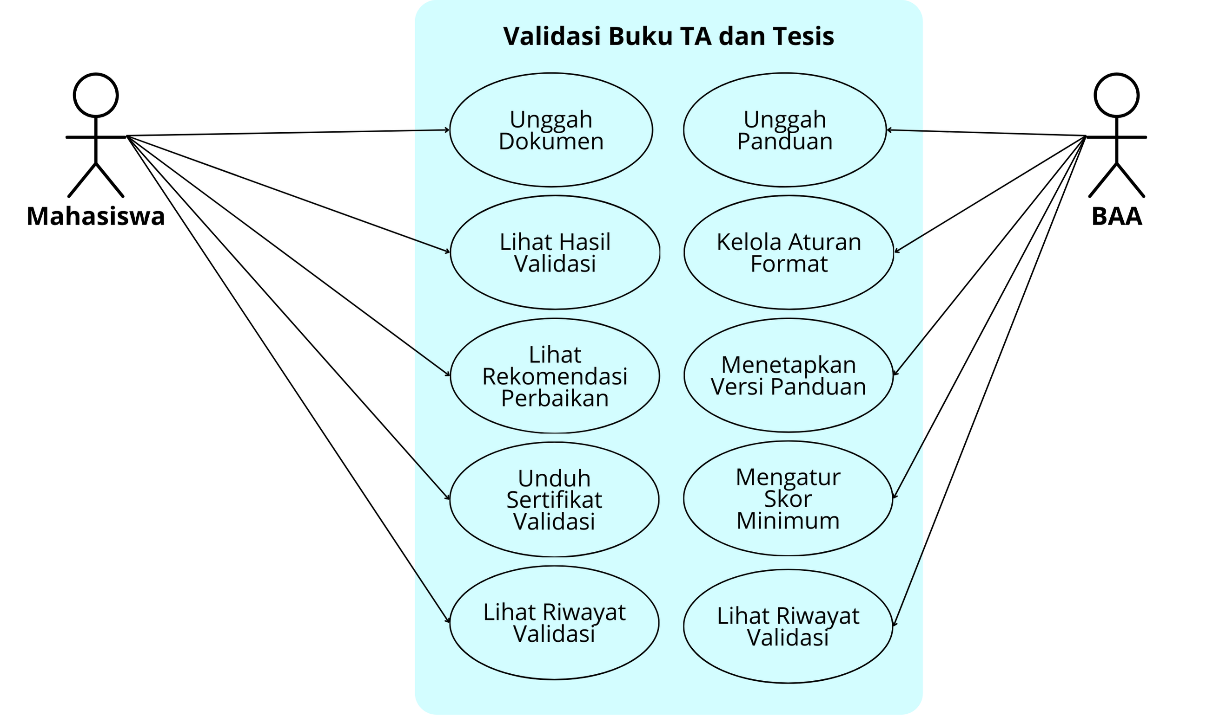 Validasi Buku TA dan Tesis
Mahasiswa
Unggah
Dokumen
Lihat Hasil
Validasi
Lihat
Rekomendasi
Perbaikan
Unduh
Sertifikat
Validasi
Lihat Riwayat
Validasi
Unggah
Panduan
Kelola Aturan
Format
Menetapkan
Versi Panduan
Mengatur
Skor
Minimum
Lihat Riwayat
Validasi
BAA